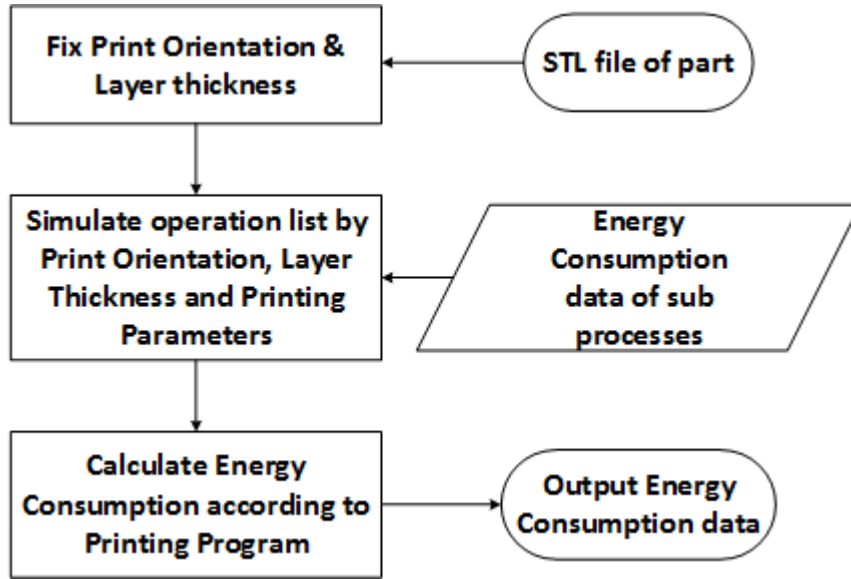 Fix Print Orientation &
Layer thickness
STL file of part
Simulate operation list by
Print Orientation, Layer
Thickness and Printing
Parameters
Energy
Consumption
data of sub
processes
Calculate Energy
Consumption according to
Printing Program
Output Energy
Consumption data